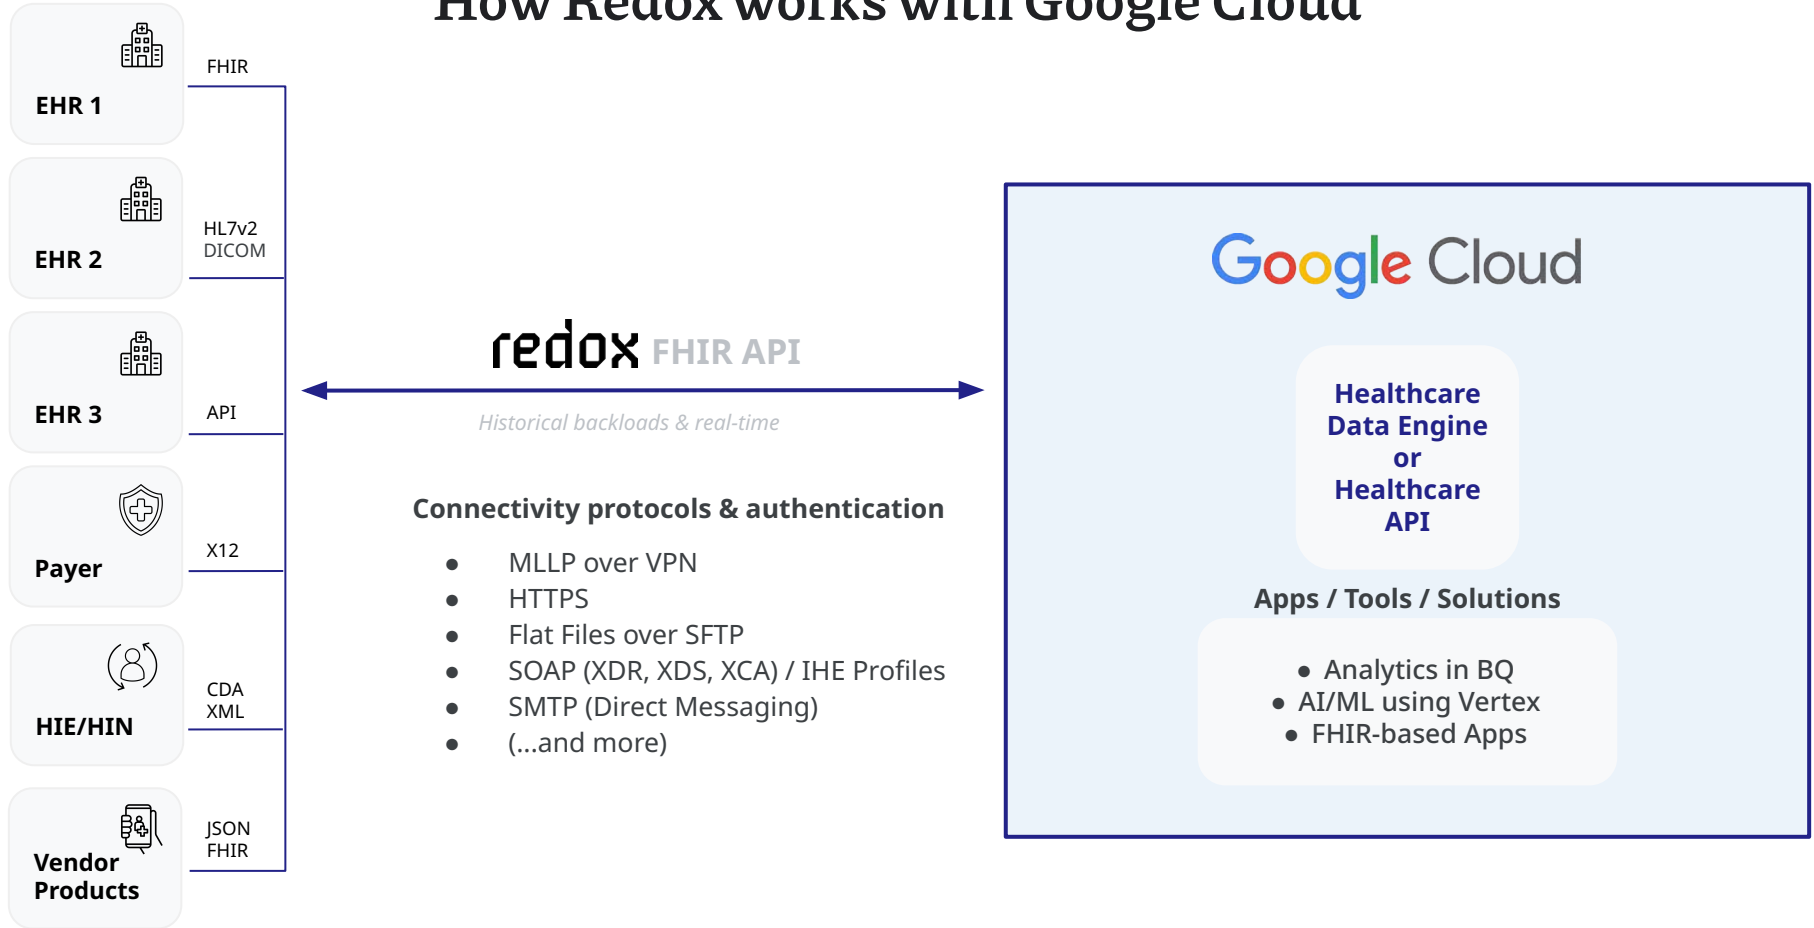 How Redox works with Google Cloud
EHR 1
FHIR
EHR 2
HL7v2
DICOM
EHR 3
API
Payer
X12
HIE/HIN
CDA
XML
Vendor
Products
JSON
FHIR
redox FHIR API
Historical backloads & real-time
Connectivity protocols & authentication
● MLLP over VPN
● HTTPS
● Flat Files over SFTP
● SOAP (XDR, XDS, XCA) / IHE Profiles
● SMTP (Direct Messaging)
● (...and more)
Google Cloud
Healthcare
Data Engine
or
Healthcare
API
Apps / Tools / Solutions
● Analytics in BQ
● AI/ML using Vertex
● FHIR-based Apps